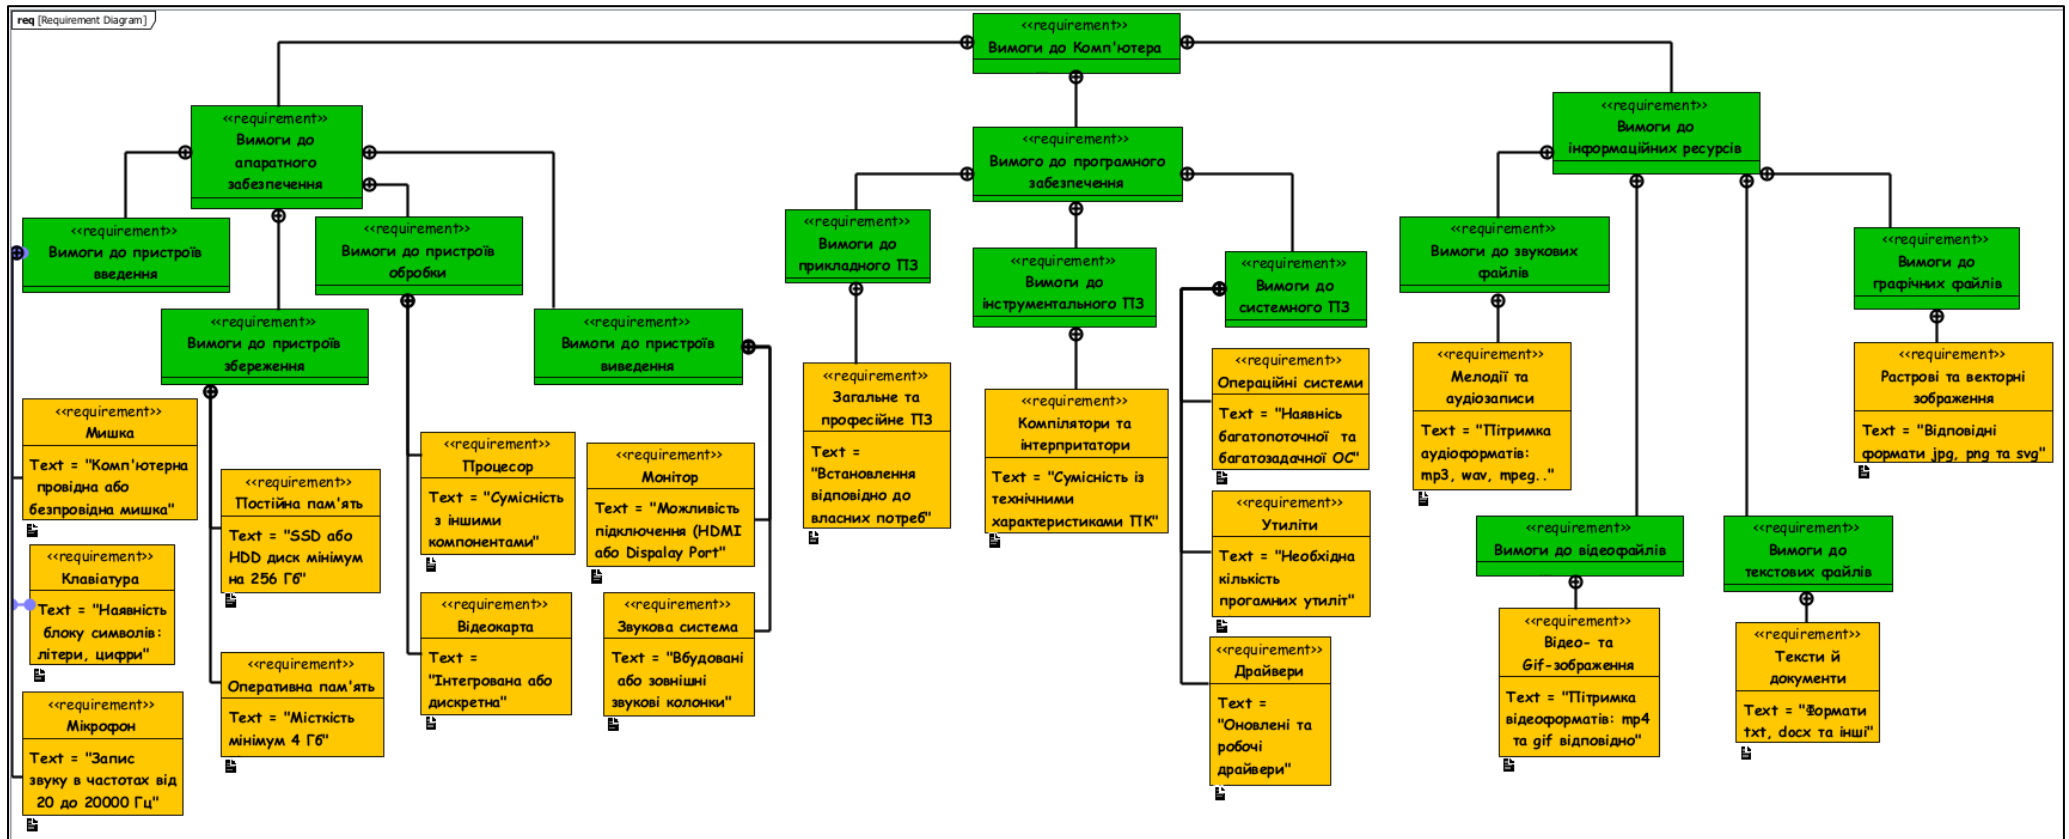 req [Requirement Diagram]
<<requirement>>
Вимоги до Комп'ютера
<<requirement>>
Вимоги до
апаратного
забезпечення
<<requirement>>
Вимого до програмного
забезпечення
<<requirement>>
Вимоги до
інформаційних ресурсів
<<requirement>>
Вимоги до пристроїв
введення
<<requirement>>
Вимоги до пристроїв
обробки
<<requirement>>
Вимоги до пристроїв
збереження
<<requirement>>
Вимоги до пристроїв
виведення
<<requirement>>
Вимоги до
прикладного ПЗ
<<requirement>>
Вимоги до
інструментального ПЗ
<<requirement>>
Вимоги до
системного ПЗ
<<requirement>>
Вимоги до звукових
файлів
<<requirement>>
Вимоги до
графічних файлів
<<requirement>>
Мишка
Text = "Комп'ютерна
провідна або
безпровідна мишка"
<<requirement>>
Клавіатура
Text = "Наявність
блоку символів:
літери, цифри"
<<requirement>>
Мікрофон
Text = "Запис
звуку в частотах від
20 до 20000 Гц"
<<requirement>>
Постійна пам'ять
Text = "SSD або
HDD диск мінімум
на 256 Гб"
<<requirement>>
Оперативна пам'ять
Text = "Місткість
мінімум 4 Гб"
<<requirement>>
Процесор
Text = "Сумісність
з іншими
компонентами"
<<requirement>>
Відеокарта
Text =
"Інтегрована або
дискретна"
<<requirement>>
Монітор
Text = "Можливість
підключення (HDMI
або Dispalay Port"
<<requirement>>
Звукова система
Text = "Вбудовані
або зовнішні
звукові колонки"
<<requirement>>
Загальне та
професійне ПЗ
Text =
"Встановлення
відповідно до
власних потреб"
<<requirement>>
Компілятори та
інтерпритатори
Text = "Сумісність із
технічними
характеристиками ПК"
<<requirement>>
Операційні системи
Text = "Наявнісь
багатопоточної та
багатозадачної ОС"
<<requirement>>
Утиліти
Text = "Необхідна
кількість
прогамних утиліт"
<<requirement>>
Драйвери
Text =
"Оновлені та
робочі
драйвери"
<<requirement>>
Мелодії та
аудіозаписи
Text = "Пітримка
аудіоформатів:
mp3, wav, mpeg.."
<<requirement>>
Растрові та векторні
зображення
Text = "Відповідні
формати jpg, png та svg"
<<requirement>>
Вимоги до відеофайлів
<<requirement>>
Вимоги до
текстових файлів
<<requirement>>
Відео- та
Gif-зображення
Text = "Пітримка
відеоформатів: mp4
та gif відповідно"
<<requirement>>
Тексти й
документи
Text = "Формати
txt, docx та інші"